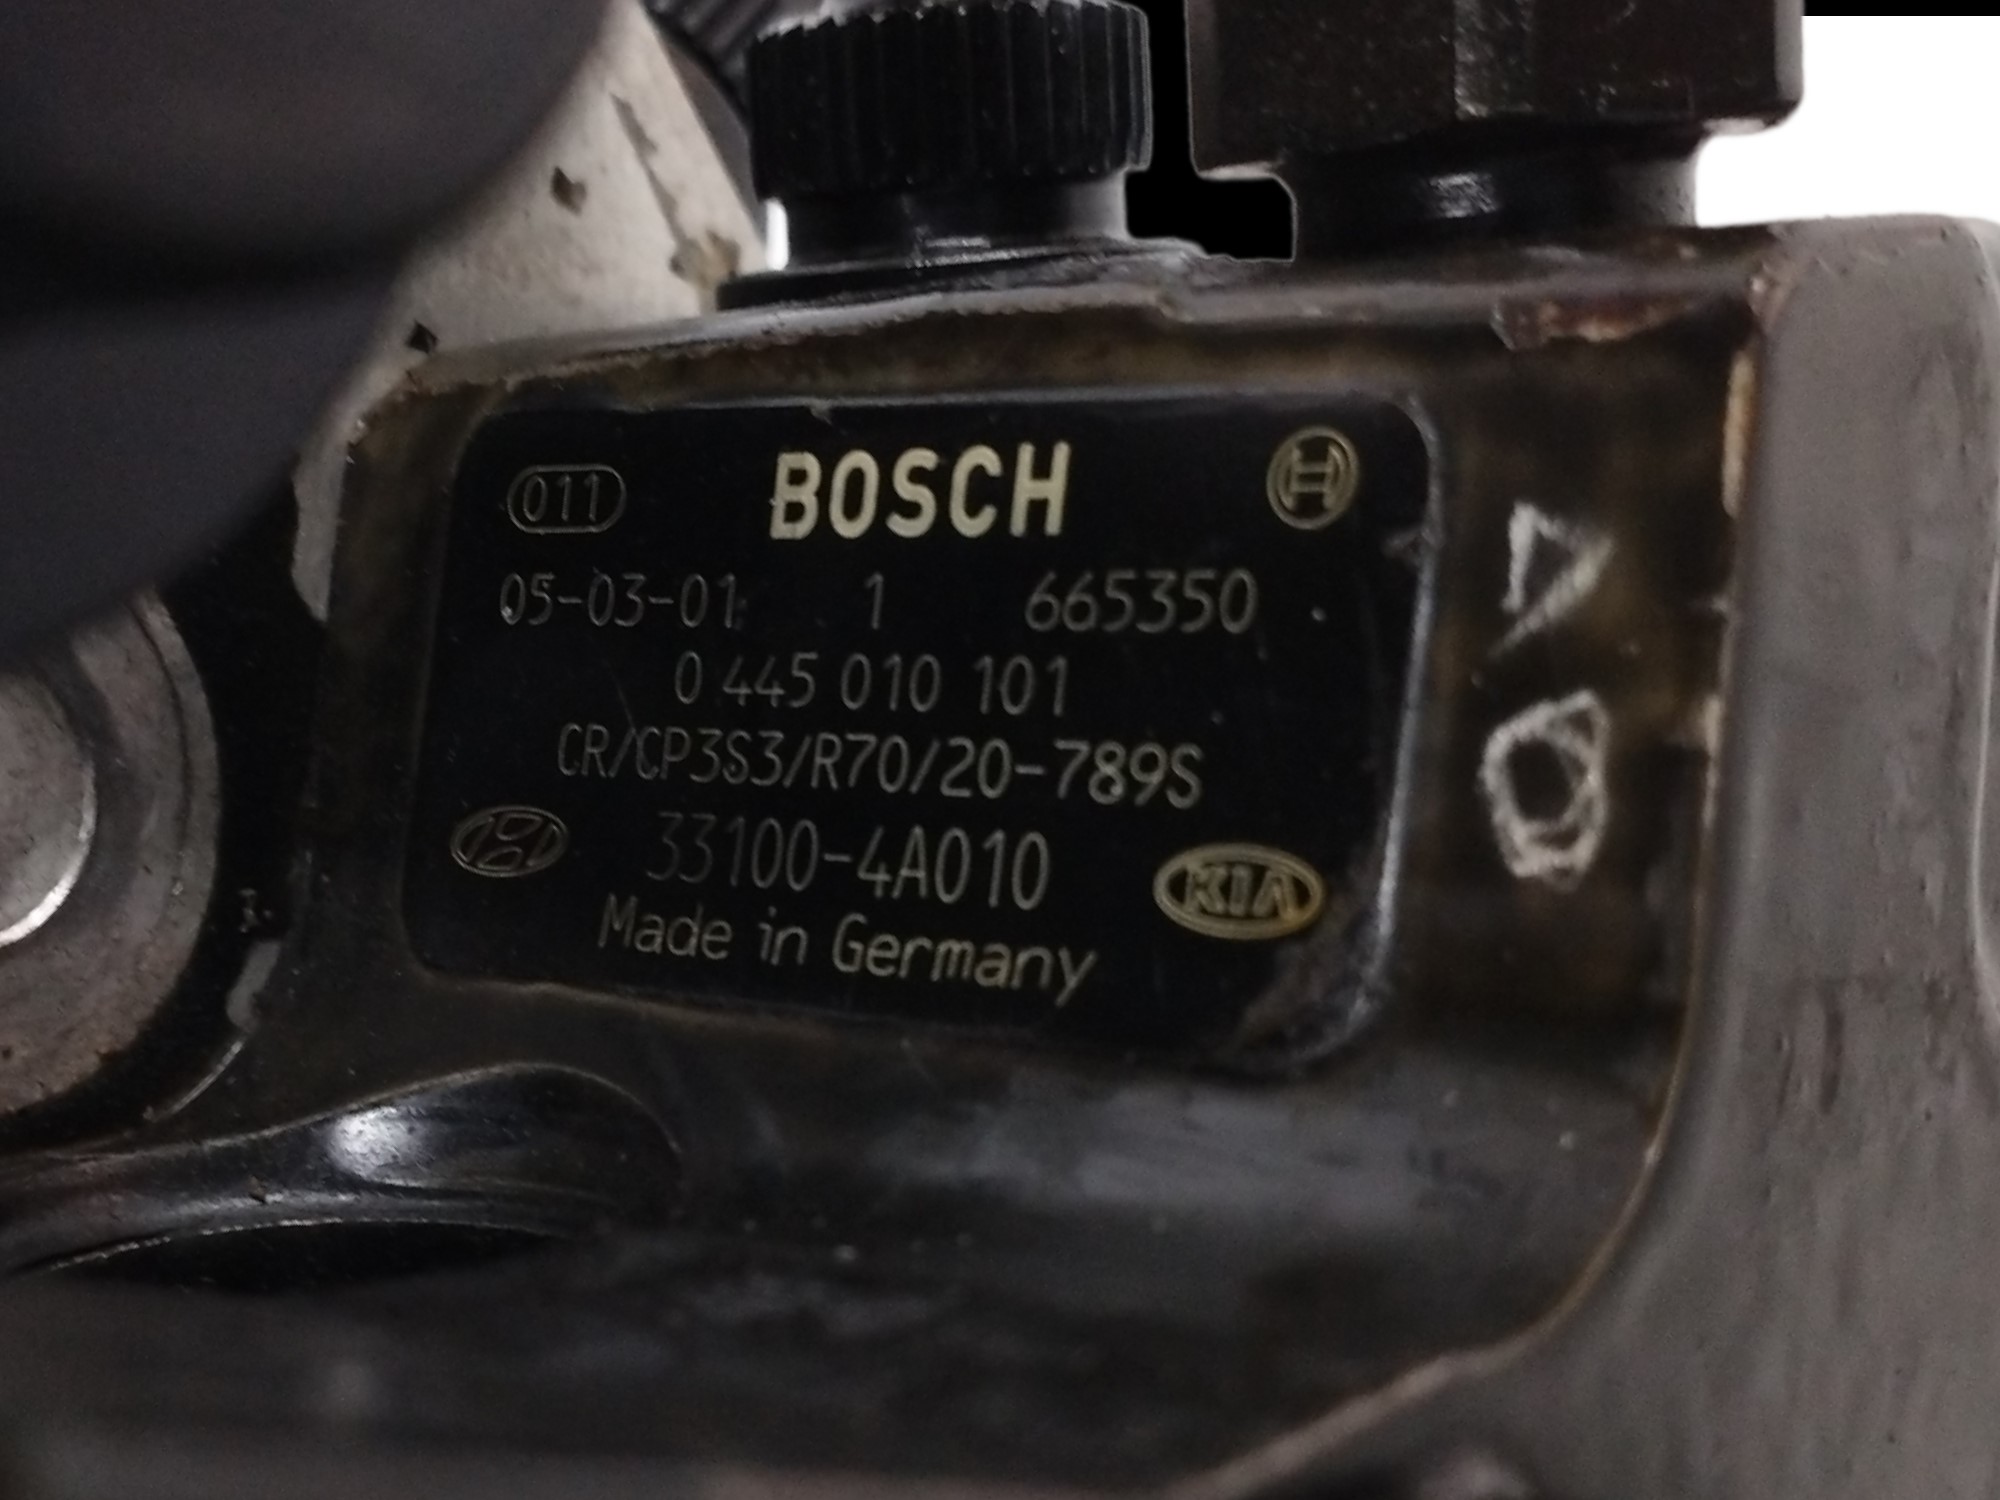 011 BOSCH
05-03-01 1 665350
0 445 010 101
CR/CP3S3/R70/20-789S
33100-4A010 KIA
Made in Germany